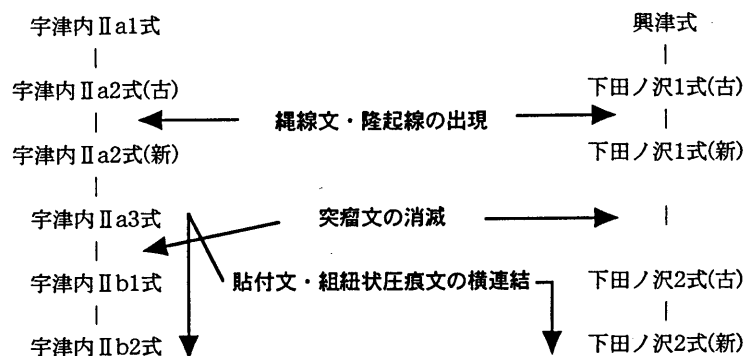 宇津内Ⅱa1式
興津式
宇津内Ⅱa2式(古)
下田ノ沢1式(古)
縄線文・隆起線の出現
宇津内Ⅱa2式(新)
下田ノ沢1式(新)
宇津内Ⅱa3式
突瘤文の消滅
宇津内Ⅱb1式
貼付文・組紐状圧痕文の横連結
下田ノ沢2式(古)
宇津内Ⅱb2式
下田ノ沢2式(新)